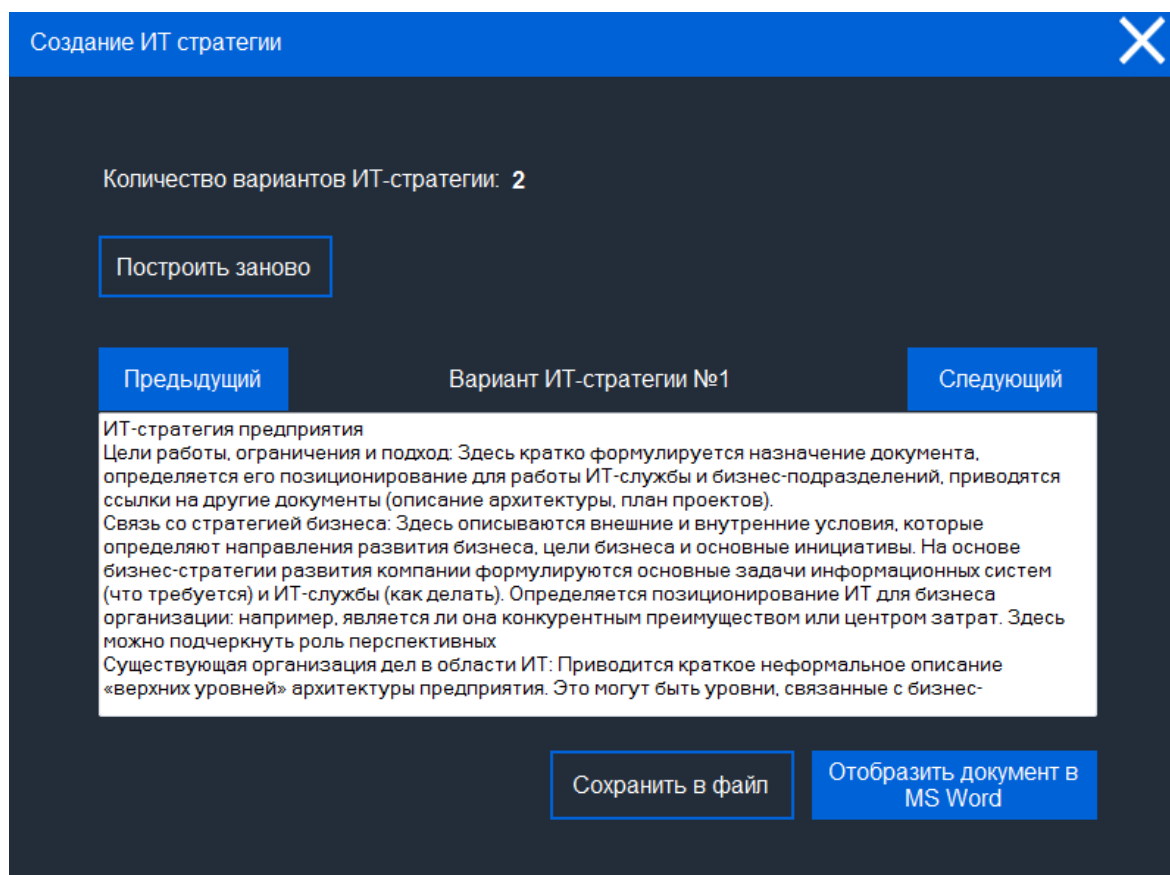 Создание ИТ стратегии
Количество вариантов ИТ-стратегии: 2
Построить заново
Предыдущий
Вариант ИТ-стратегии №1
Следующий
ИТ-стратегия предприятия
Цели работы, ограничения и подход: Здесь кратко формулируется назначение документа,
определяется его позиционирование для работы ИТ-службы и бизнес-подразделений, приводятся
ссылки на другие документы (описание архитектуры, план проектов).
Связь со стратегией бизнеса: Здесь описываются внешние и внутренние условия, которые
определяют направления развития бизнеса, цели бизнеса и основные инициативы. На основе
бизнес-стратегии развития компании формулируются основные задачи информационных систем
(что требуется) и ИТ-службы (как делать). Определяется позиционирование ИТ для бизнеса
организации: например, является ли она конкурентным преимуществом или центром затрат. Здесь
можно подчеркнуть роль перспективных
Существующая организация дел в области ИТ: Приводится краткое неформальное описание
«верхних уровней» архитектуры предприятия. Это могут быть уровни, связанные с бизнес-
Сохранить в файл
Отобразить документ в
MS Word